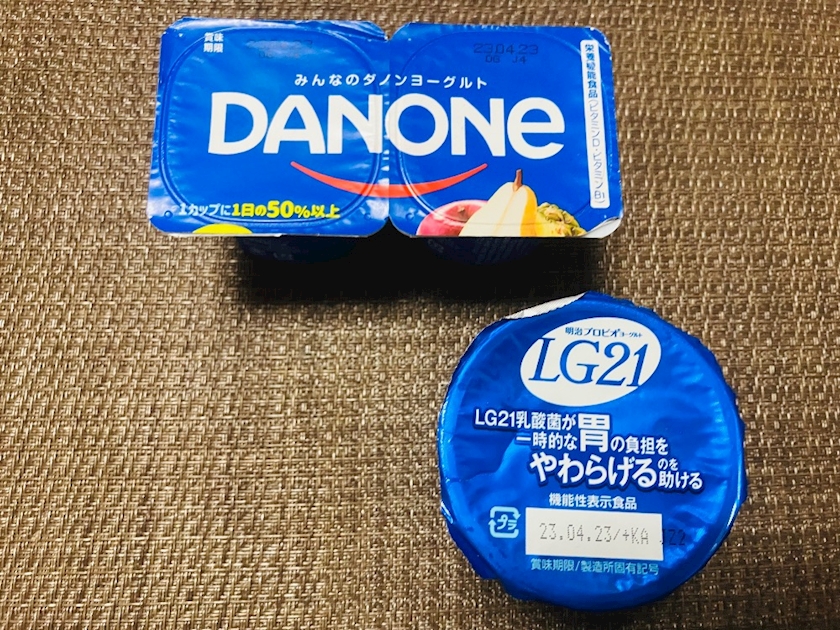 賞味
期限
23.04.23
DG J4
みんなのダノンヨーグルト
DANONE
1カップに1日の50%以上
栄養機能食品(ビタミンD・ビタミンB1)
明治プロビオヨーグルト
LG21
LG21乳酸菌が
一時的な胃の負担を
やわらげるのを助ける
機能性表示食品
プラ
23.04.23/+KA JZ2
賞味期限/製造所固有記号